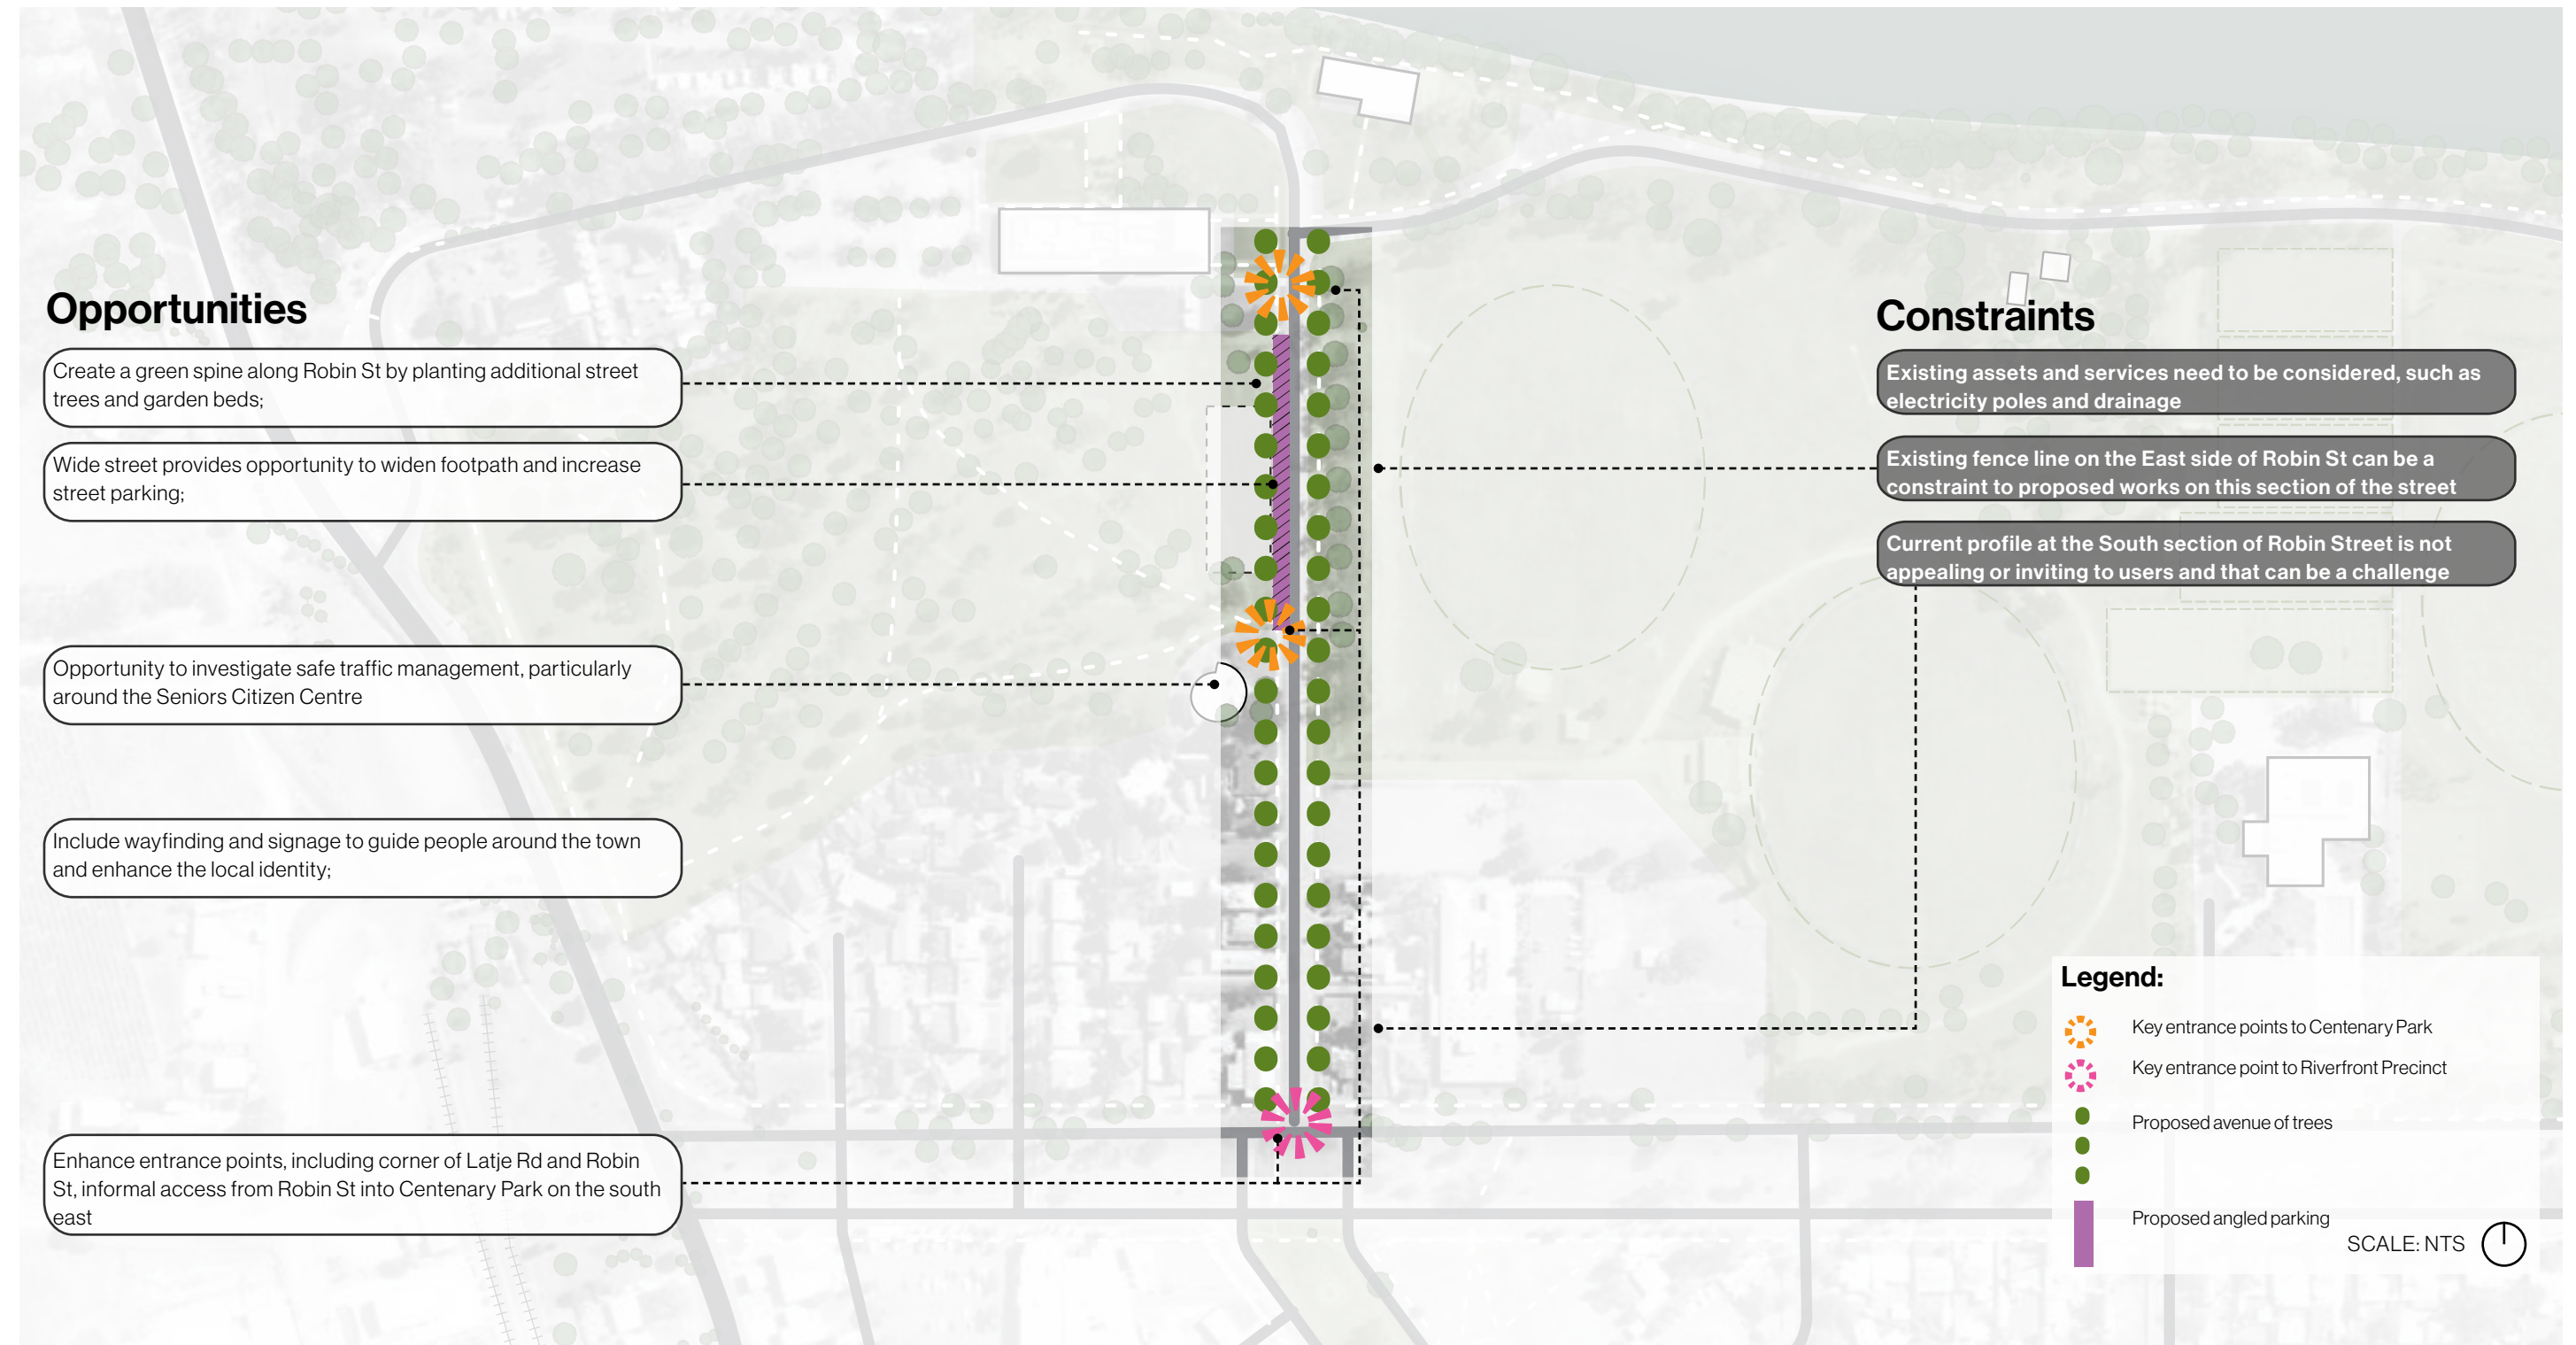 Opportunities
Create a green spine along Robin St by planting additional street
trees and garden beds;
Wide street provides opportunity to widen footpath and increase
street parking;
Opportunity to investigate safe traffic management, particularly
around the Seniors Citizen Centre
Include wayfinding and signage to guide people around the town
and enhance the local identity;
Enhance entrance points, including corner of Latje Rd and Robin
St, informal access from Robin St into Centenary Park on the south
east
Constraints
Existing assets and services need to be considered, such as
electricity poles and drainage
Existing fence line on the East side of Robin St can be a
constraint to proposed works on this section of the street
Current profile at the South section of Robin Street is not
appealing or inviting to users and that can be a challenge
Legend:
Key entrance points to Centenary Park
Key entrance point to Riverfront Precinct
Proposed avenue of trees
Proposed angled parking
SCALE: NTS